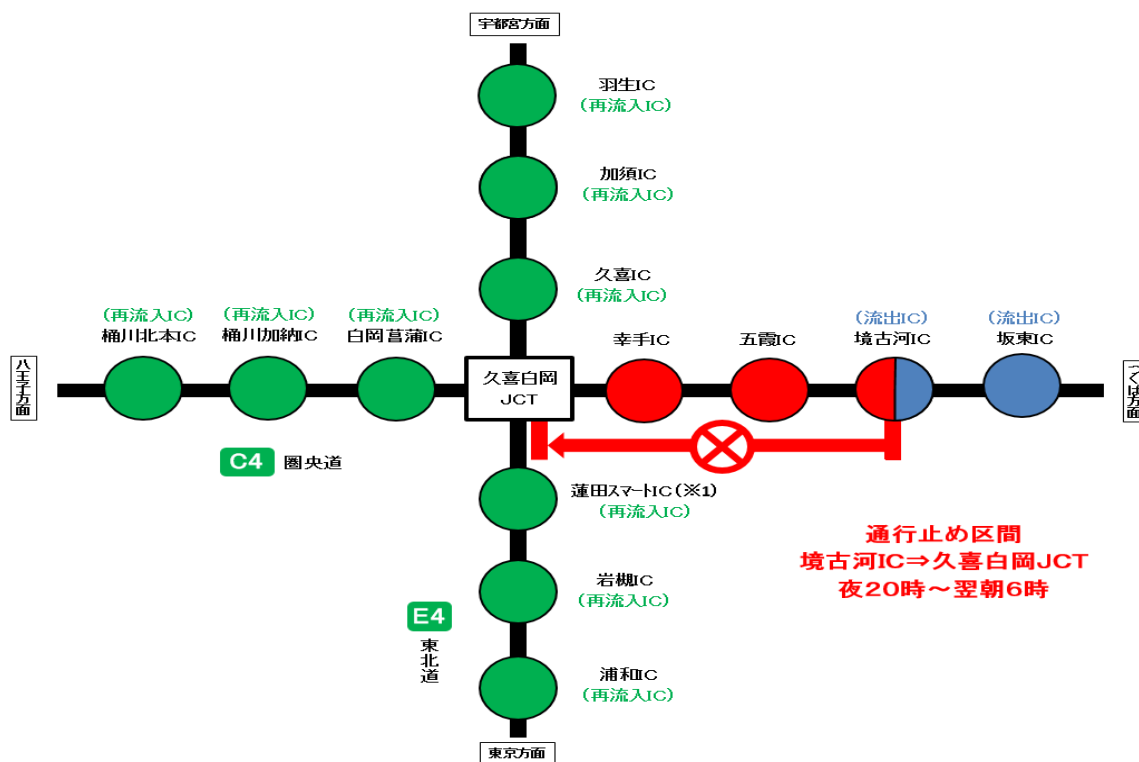 宇都宮方面
羽生IC
(再流入IC)
加須IC
(再流入IC)
久喜IC
(再流入IC)
(再流入IC)
桶川北本IC
(再流入IC)
桶川加納IC
(再流入IC)
白岡菖蒲IC
幸手IC
五霞IC
(流出IC)
境古河IC
(流出IC)
坂東IC
八王子方面
久喜白岡
JCT
つくば方面
C4 圏央道
蓮田スマートIC(※1)
(再流入IC)
通行止め区間
境古河IC⇒久喜白岡JCT
夜20時～翌朝6時
岩槻IC
(再流入IC)
E4
東北道
浦和IC
(再流入IC)
東京方面